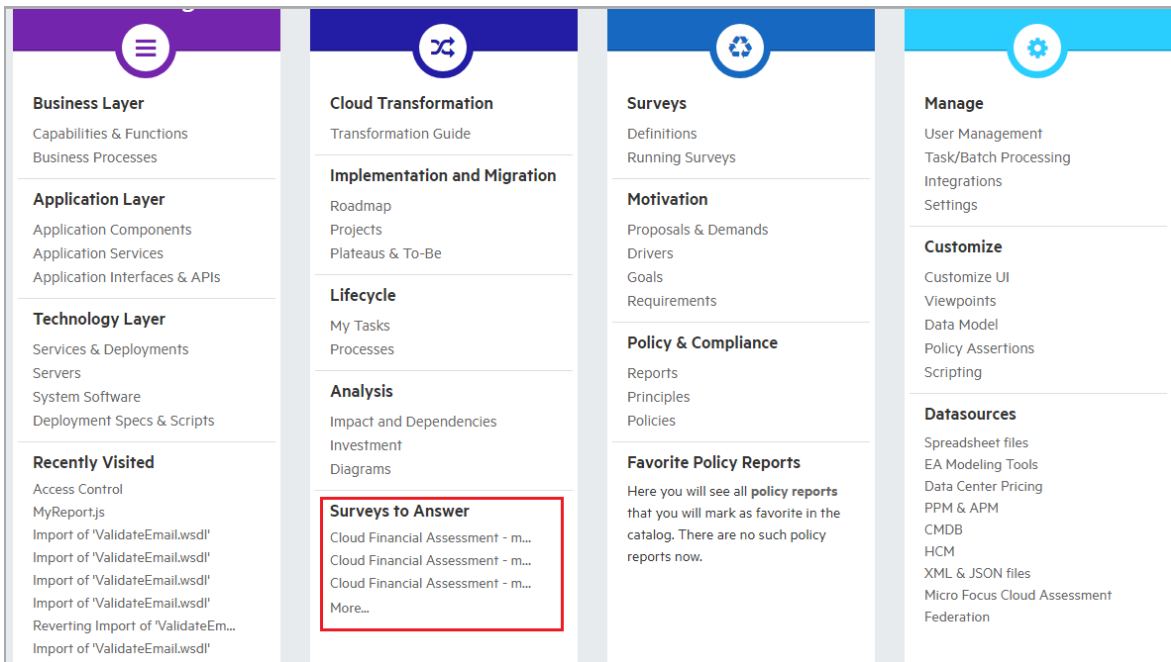 Business Layer
Capabilities & Functions
Business Processes
Application Layer
Application Components
Application Services
Application Interfaces & APIs
Technology Layer
Services & Deployments
Servers
System Software
Deployment Specs & Scripts
Recently Visited
Access Control
MyReport.js
Import of 'ValidateEmail.wsdl'
Import of 'ValidateEmail.wsdl'
Import of 'ValidateEmail.wsdl'
Import of 'ValidateEmail.wsdl'
Reverting Import of 'ValidateEm...
Import of 'ValidateEmail.wsdl'
Cloud Transformation
Transformation Guide
Implementation and Migration
Roadmap
Projects
Plateaus & To-Be
Lifecycle
My Tasks
Processes
Analysis
Impact and Dependencies
Investment
Diagrams
Surveys to Answer
Cloud Financial Assessment - m...
Cloud Financial Assessment - m...
Cloud Financial Assessment - m...
More...
Surveys
Definitions
Running Surveys
Motivation
Proposals & Demands
Drivers
Goals
Requirements
Policy & Compliance
Reports
Principles
Policies
Favorite Policy Reports
Here you will see all policy reports
that you will mark as favorite in the
catalog. There are no such policy
reports now.
Manage
User Management
Task/Batch Processing
Integrations
Settings
Customize
Customize UI
Viewpoints
Data Model
Policy Assertions
Scripting
Datasources
Spreadsheet files
EA Modeling Tools
Data Center Pricing
PPM & APM
CMDB
HCM
XML & JSON files
Micro Focus Cloud Assessment
Federation